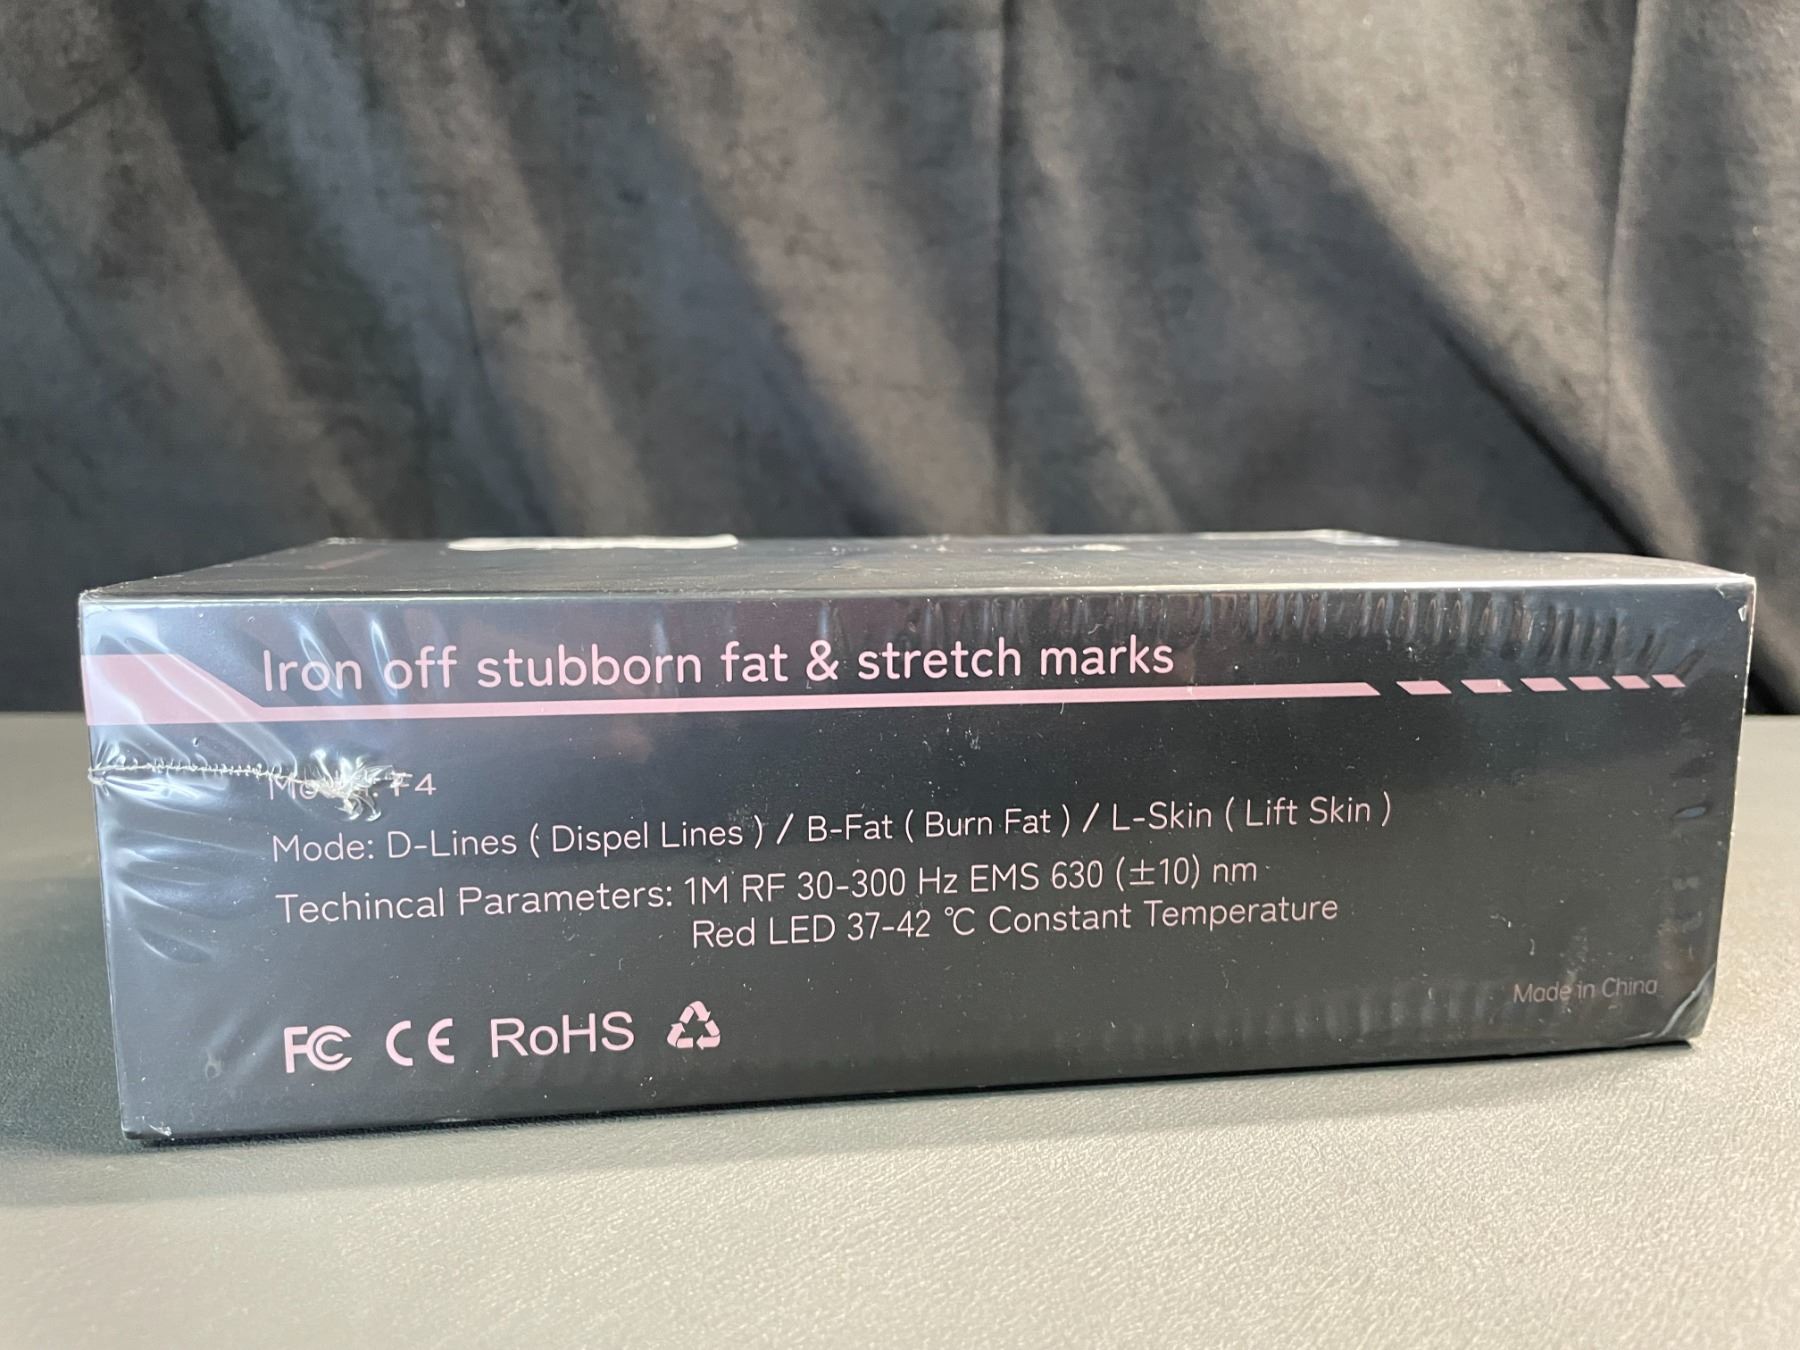 Iron off stubborn fat & stretch marks
F4
Mode: D-Lines ( Dispel Lines ) / B-Fat ( Burn Fat ) / L-Skin ( Lift Skin )
Techincal Parameters: 1M RF 30-300 Hz EMS 630 (±10) nm
Red LED 37-42 ℃ Constant Temperature
Made in China
FC CE RoHS